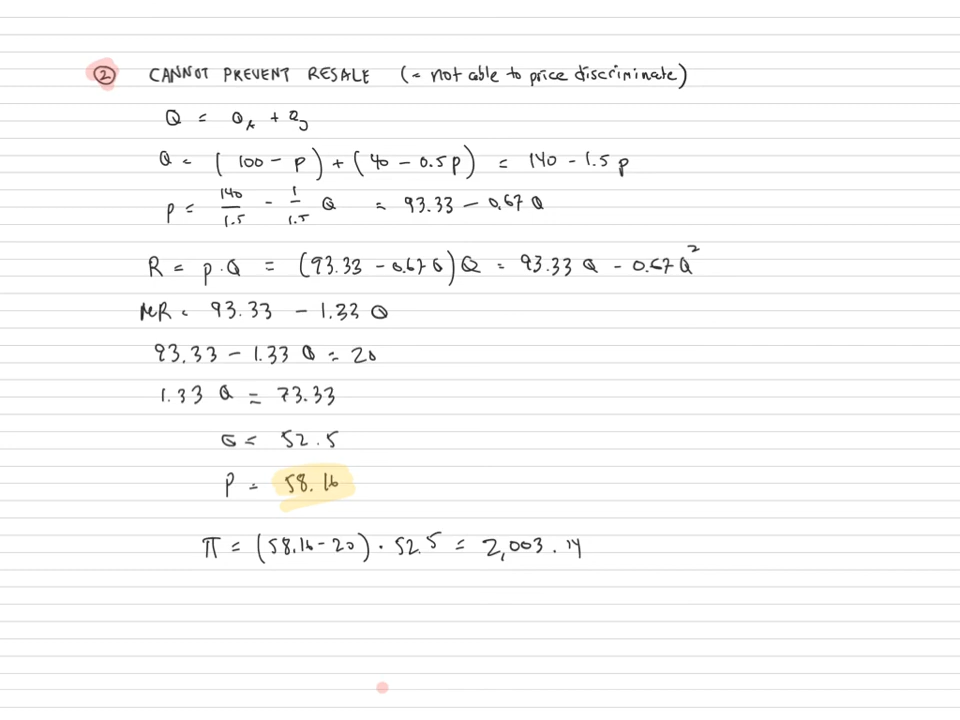 ② CANNOT PREVENT RESALE (= not able to price discriminate)
Q = Q_A + Q_J
Q = (100 - p) + (40 - 0.5p) = 140 - 1.5p
p = 140/1.5 - 1/1.5 Q = 93.33 - 0.67 Q
R = p·Q = (93.33 - 0.67Q)Q = 93.33 Q - 0.67Q²
MR = 93.33 - 1.33 Q
93.33 - 1.33 Q = 20
1.33 Q = 73.33
Q = 52.5
P = 58.16
π = (58.16 - 20) · 52.5 = 2,003.14